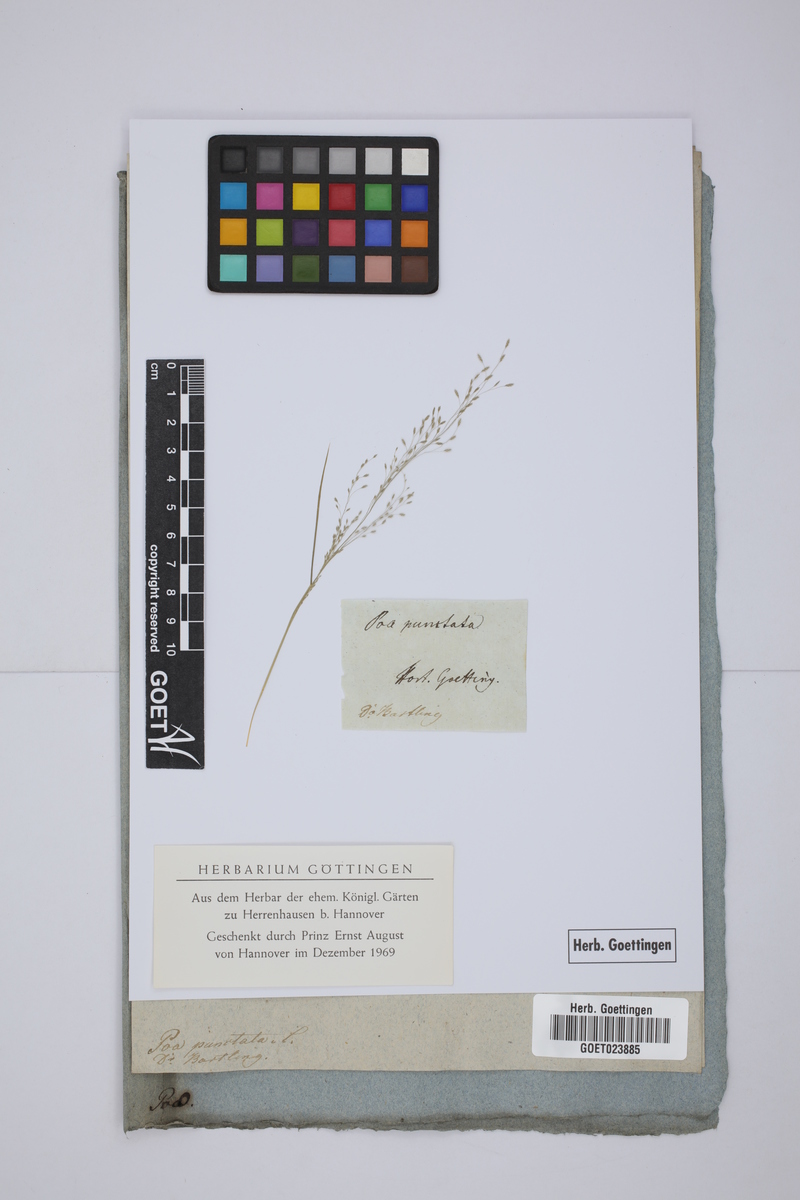 cm
0
1
2
3
4
5
6
7
8
9
10
copyright reserved
GOET
Poa punctata
Hort. Goetting.
Dr. Bartling
HERBARIUM GÖTTINGEN
Aus dem Herbar der ehem. Königl. Gärten
zu Herrenhausen b. Hannover
Geschenkt durch Prinz Ernst August
von Hannover im Dezember 1969
Herb. Goettingen
Herb. Goettingen
GOET023885
Poa punctata. L.
Dr. Bartling.
Poa.